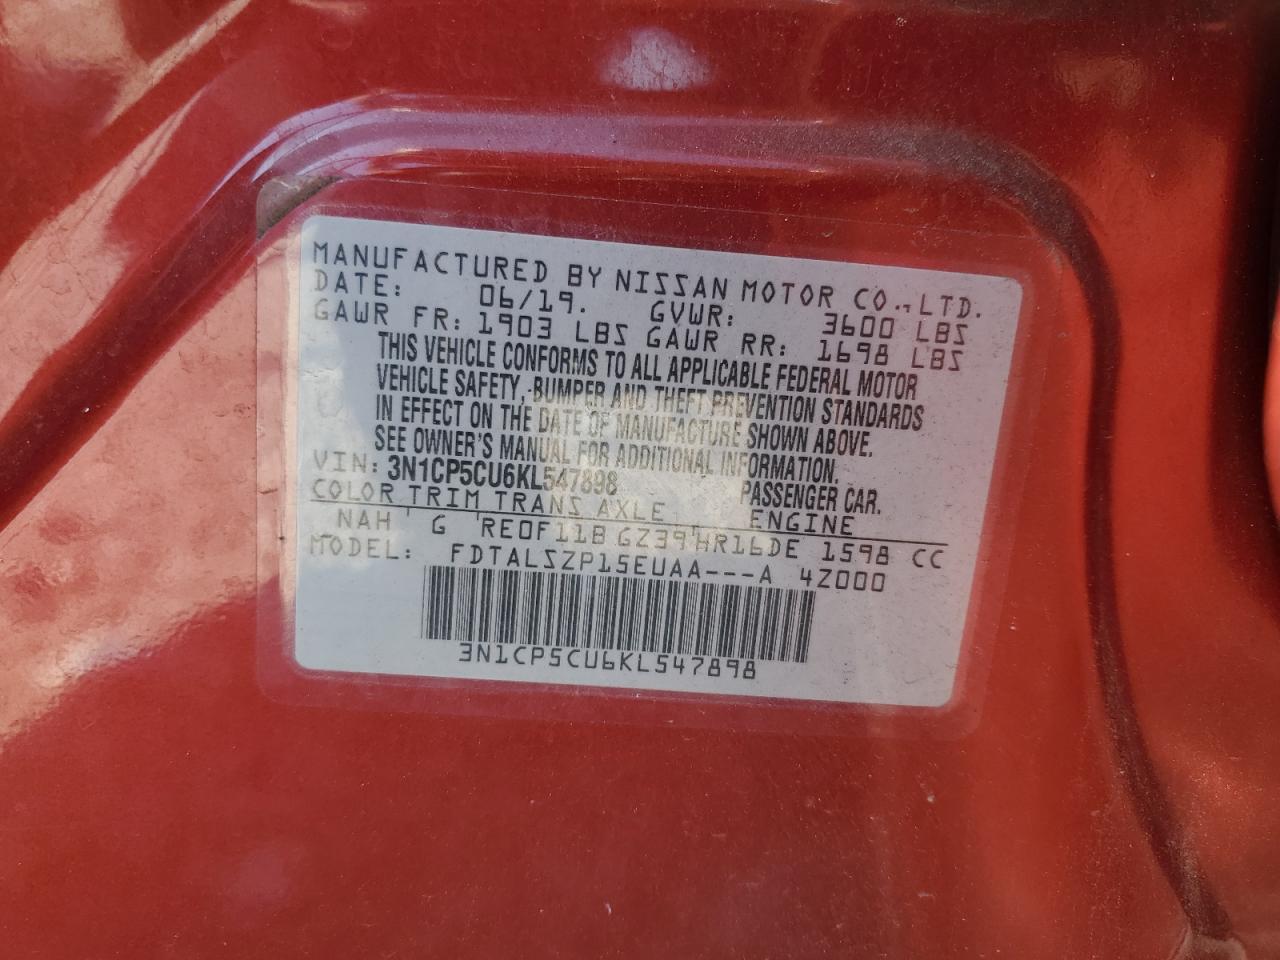 MANUFACTURED BY NISSAN MOTOR CO., LTD.
DATE: 06/19. GVWR: 3600 LBS
GAWR FR: 1903 LBS GAWR RR: 1698 LBS
THIS VEHICLE CONFORMS TO ALL APPLICABLE FEDERAL MOTOR
VEHICLE SAFETY, BUMPER AND THEFT PREVENTION STANDARDS
IN EFFECT ON THE DATE OF MANUFACTURE SHOWN ABOVE.
SEE OWNER'S MANUAL FOR ADDITIONAL INFORMATION.
VIN: 3N1CP5CU6KL547898 PASSENGER CAR.
COLOR TRIM TRANS AXLE ENGINE
NAH G RE0F11B GZ39 HR16DE 1598 CC
MODEL: FDTALSZP15EUAA---A 4Z000
3N1CP5CU6KL547898